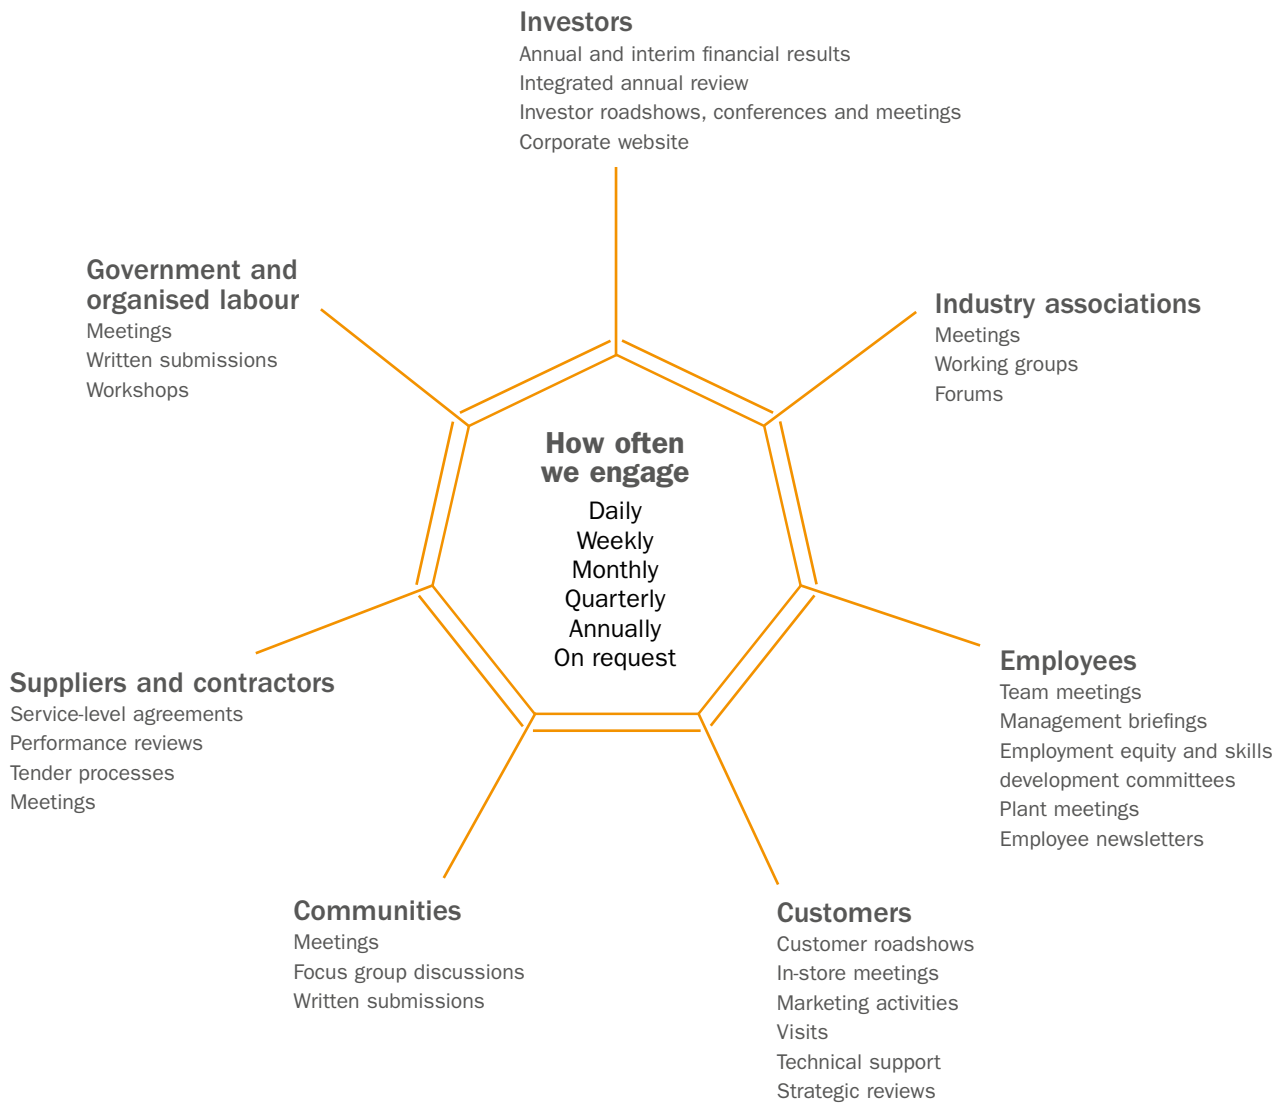 Investors
Annual and interim financial results
Integrated annual review
Investor roadshows, conferences and meetings
Corporate website
Government and
organised labour
Meetings
Written submissions
Workshops
Industry associations
Meetings
Working groups
Forums
How often
we engage
Daily
Weekly
Monthly
Quarterly
Annually
On request
Employees
Team meetings
Management briefings
Employment equity and skills
development committees
Plant meetings
Employee newsletters
Suppliers and contractors
Service-level agreements
Performance reviews
Tender processes
Meetings
Communities
Meetings
Focus group discussions
Written submissions
Customers
Customer roadshows
In-store meetings
Marketing activities
Visits
Technical support
Strategic reviews